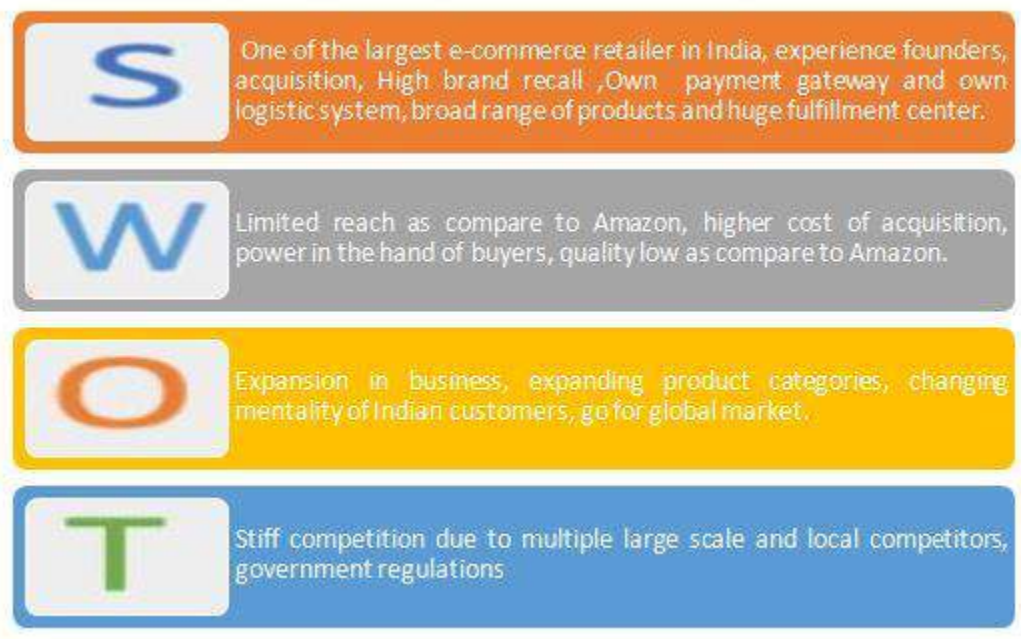 S
One of the largest e-commerce retailer in India, experience founders,
acquisition, High brand recall ,Own payment gateway and own
logistic system, broad range of products and huge fulfillment center.
W
Limited reach as compare to Amazon, higher cost of acquisition,
power in the hand of buyers, quality low as compare to Amazon.
O
Expansion in business, expanding product categories, changing
mentality of Indian customers, go for global market.
T
Stiff competition due to multiple large scale and local competitors,
government regulations